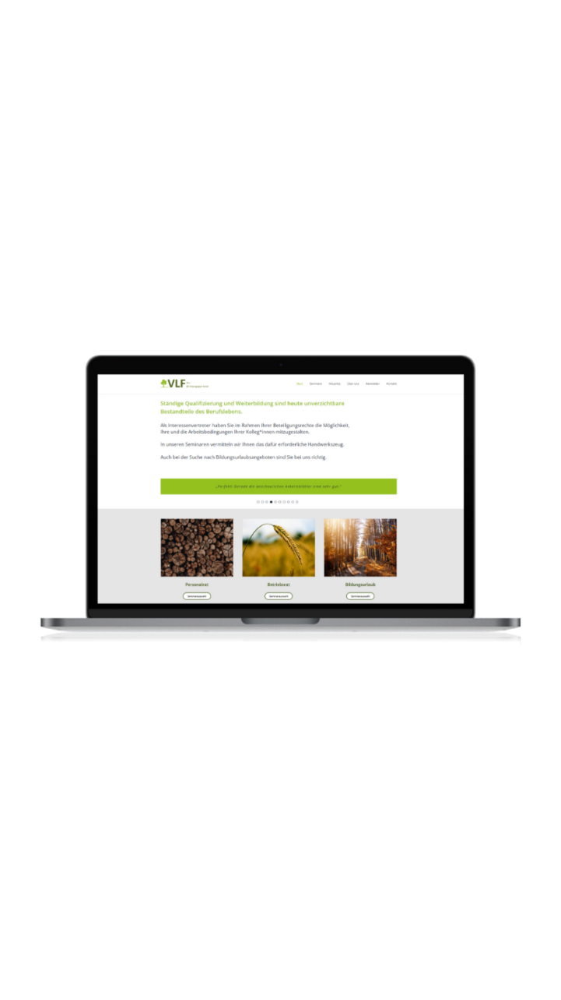 VLF
Start Seminare Aktuelles Über uns Newsletter Kontakt
Ständige Qualifizierung und Weiterbildung sind heute unverzichtbare
Bestandteile des Berufslebens.
Als Interessenvertreter haben Sie im Rahmen Ihrer Beteiligungsrechte die Möglichkeit,
Ihre und die Arbeitsbedingungen Ihrer Kolleg*innen mitzugestalten.
In unseren Seminaren vermitteln wir Ihnen das dafür erforderliche Handwerkszeug.
Auch bei der Suche nach Bildungsurlaubsangeboten sind Sie bei uns richtig.
sind sehr gut."
Personalrat Betriebsrat Bildungsurlaub
Seminarauswahl Seminarauswahl Seminarauswahl